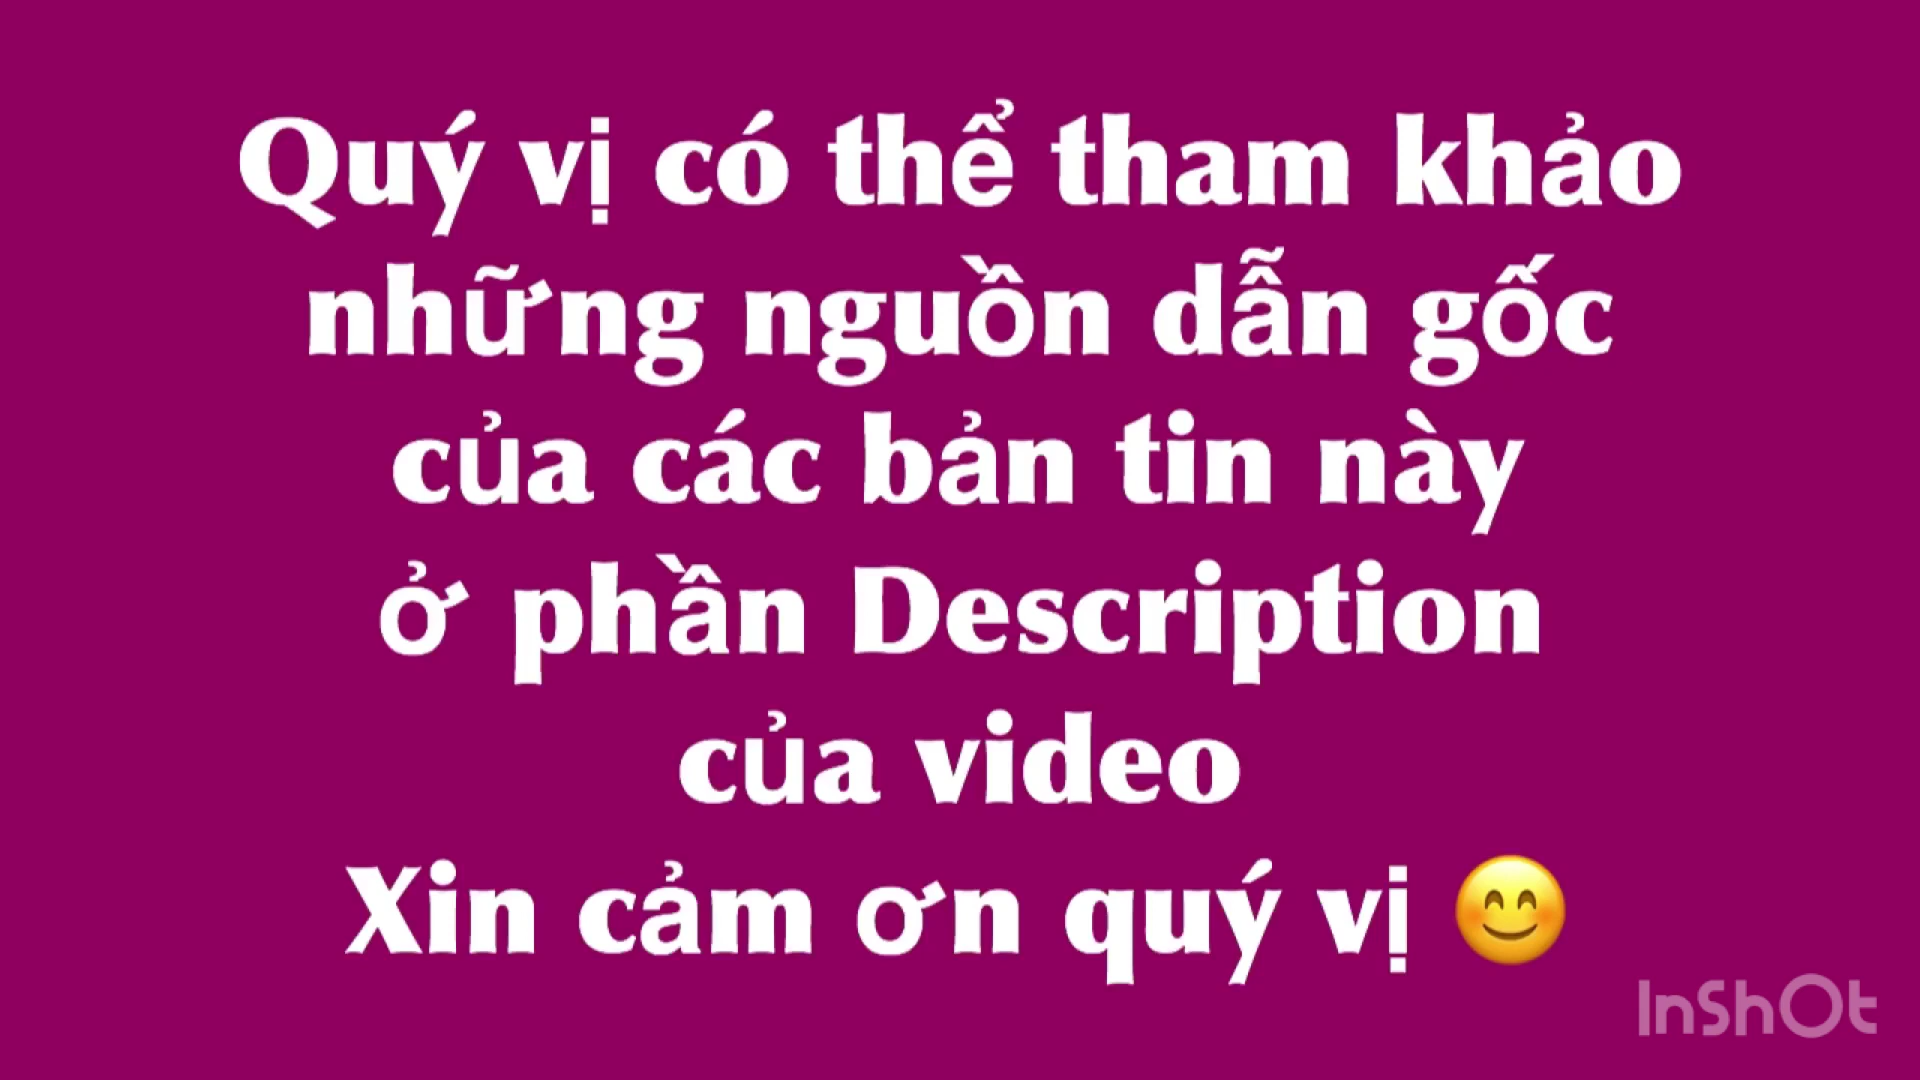 Quý vị có thể tham khảo
những nguồn dẫn gốc
của các bản tin này
ở phần Description
của video
Xin cảm ơn quý vị 😊
InShOt